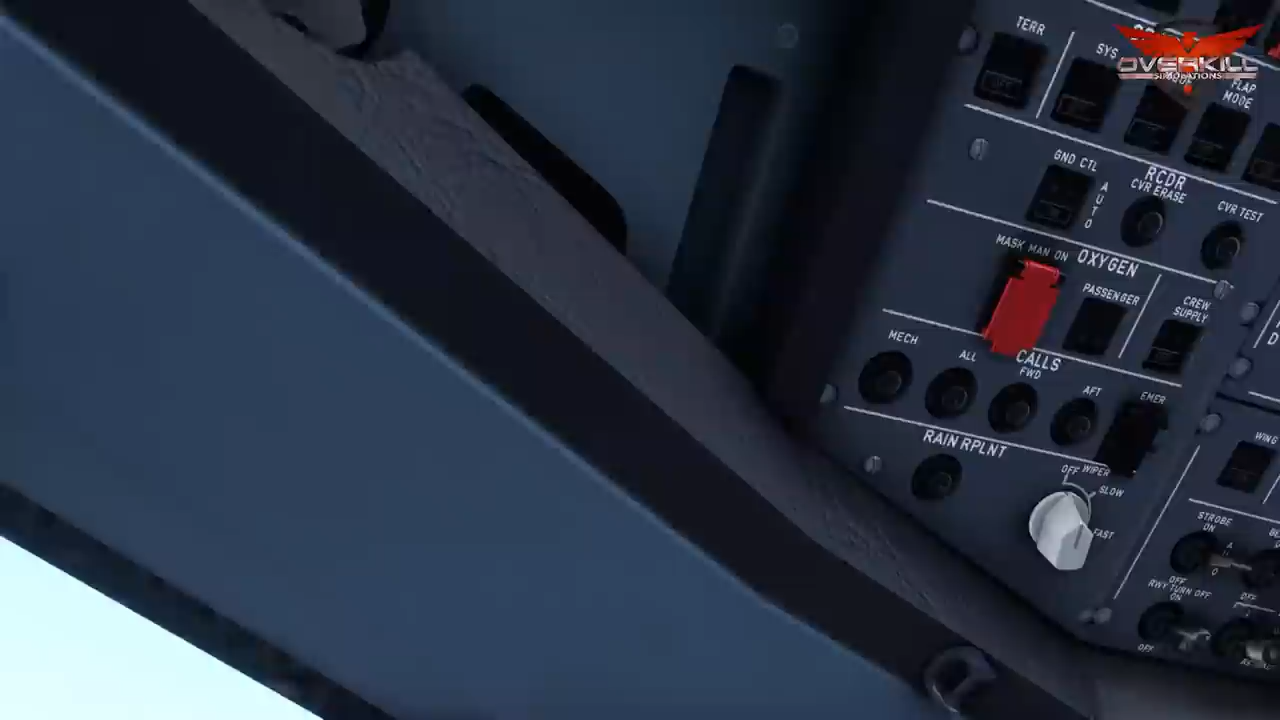 TERR
SYS
OVERKILL
SIMULATIONS
FLAP
MODE
GND CTL
AUTO
RCDR
CVR ERASE
CVR TEST
MASK MAN ON
OXYGEN
PASSENGER
CREW
SUPPLY
MECH
ALL
CALLS
FWD
AFT
EMER
RAIN RPLNT
WIPER
OFF
SLOW
FAST
WING
STROBE
ON
OFF
RWY TURN OFF
ON
OFF